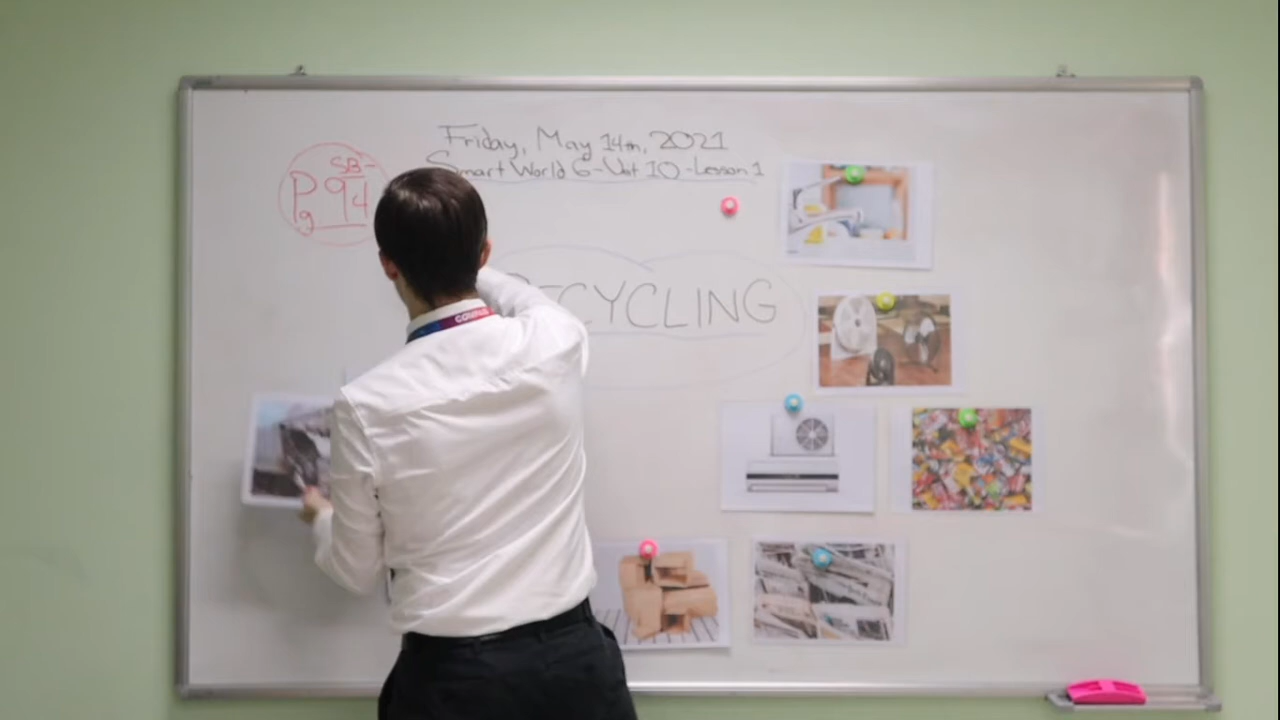 Friday, May 14th, 2021
Smart World 6-Unit 10-Lesson 1
SB-
Pg 94
CYCLING